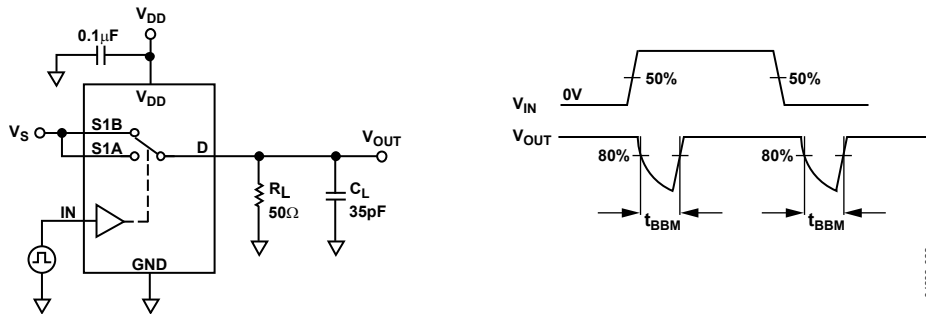 VDD
0.1μF
VDD
VS
S1B
S1A
D
VOUT
IN
RL
50Ω
CL
35pF
GND
VIN
0V
50%
50%
VOUT
80%
80%
tBBM
tBBM